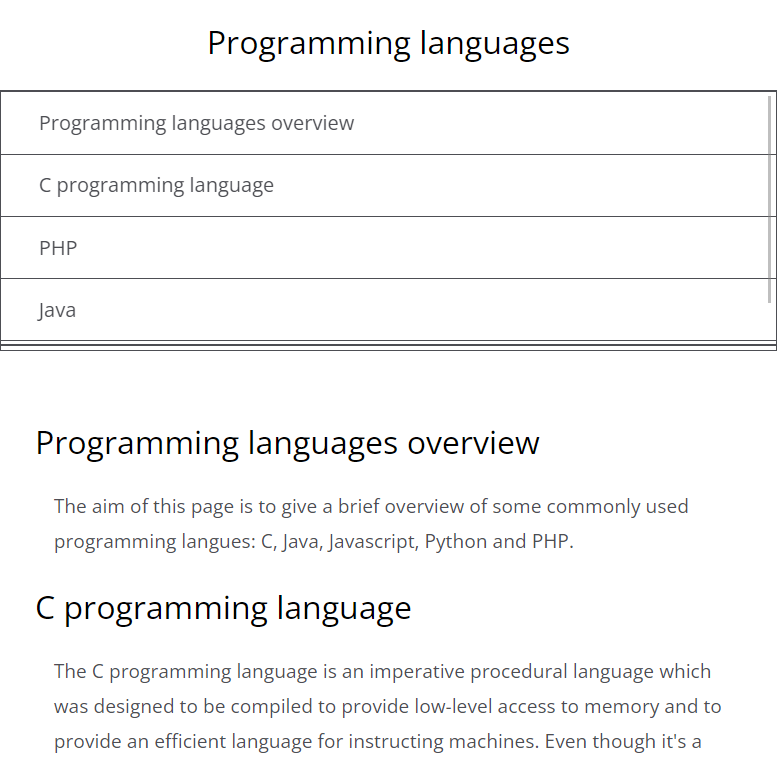 Programming languages
Programming languages overview
C programming language
PHP
Java
Programming languages overview
The aim of this page is to give a brief overview of some commonly used
programming langues: C, Java, Javascript, Python and PHP.
C programming language
The C programming language is an imperative procedural language which
was designed to be compiled to provide low-level access to memory and to
provide an efficient language for instructing machines. Even though it's a